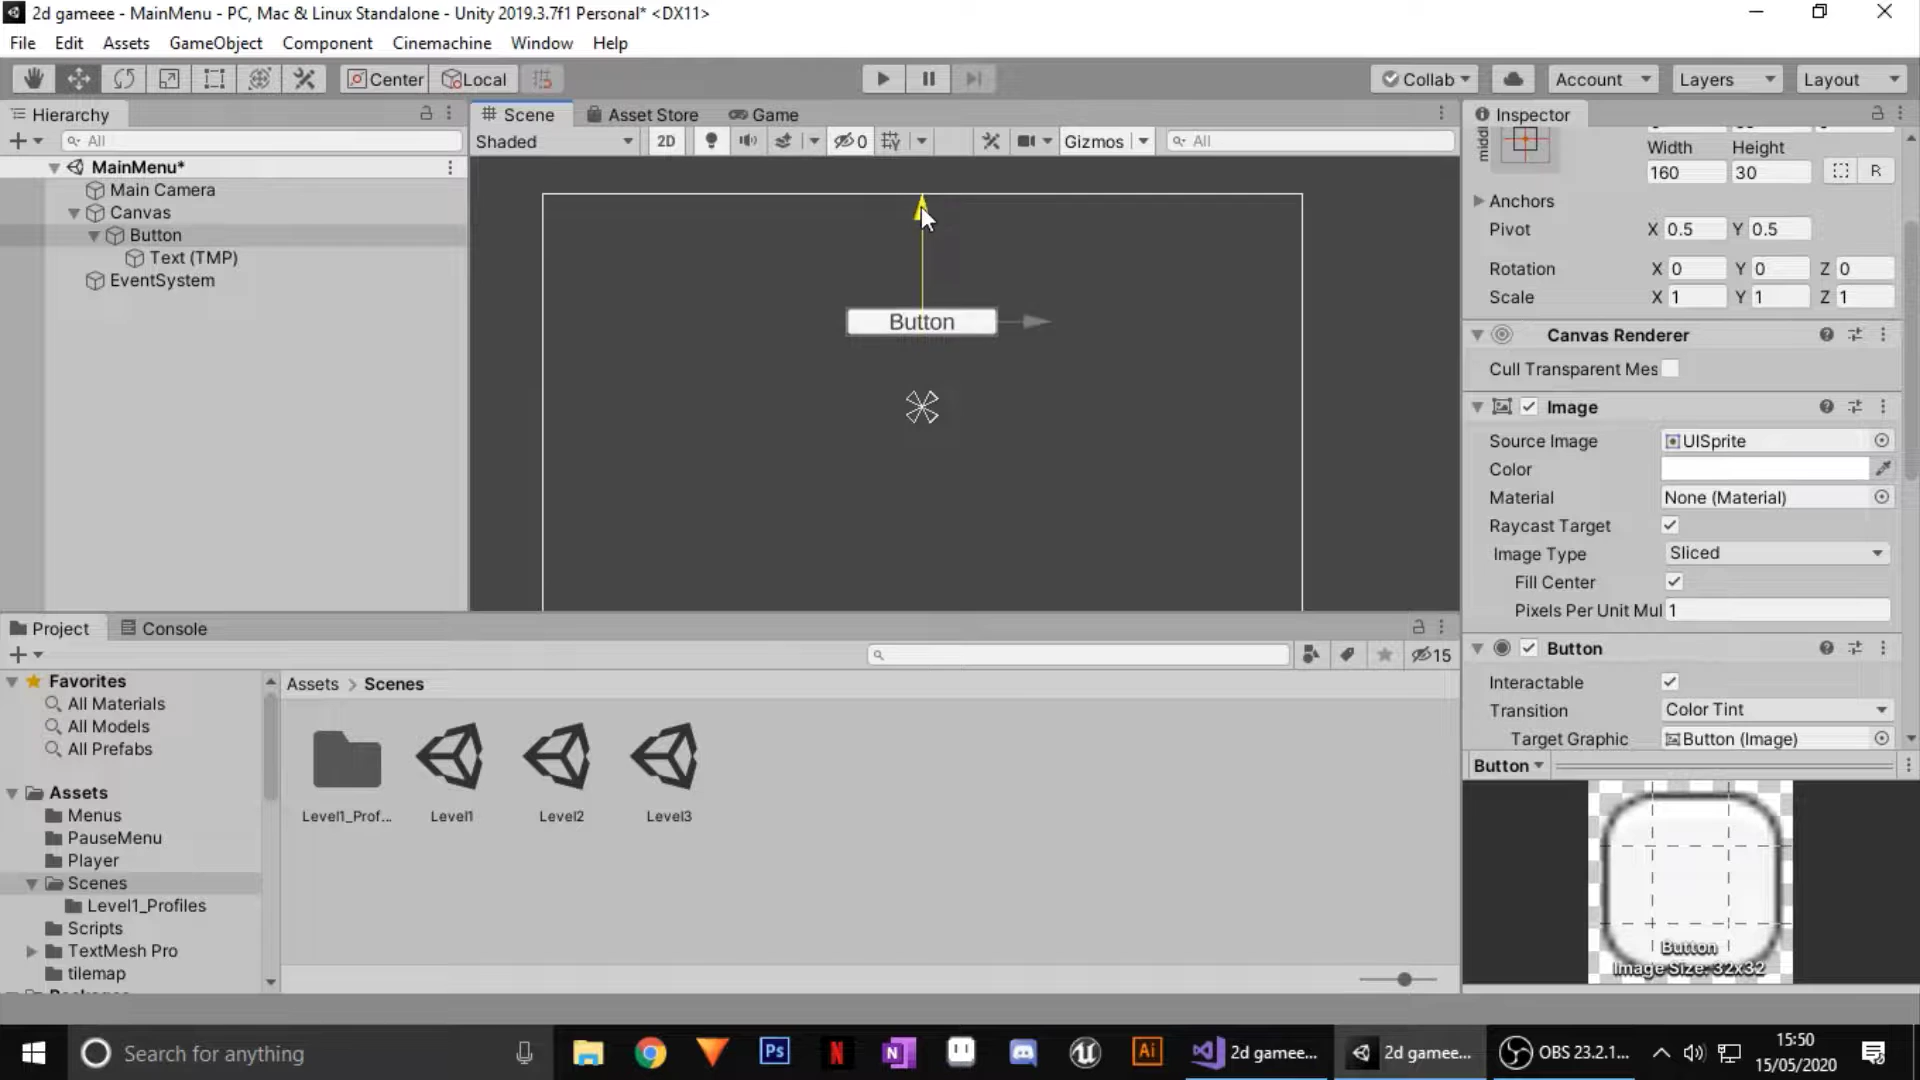 2d gameee - MainMenu - PC, Mac & Linux Standalone - Unity 2019.3.7f1 Personal* <DX11>
File Edit Assets GameObject Component Cinemachine Window Help
Center Local Collab Account Layers Layout
Hierarchy
All
MainMenu*
Main Camera
Canvas
Button
Text (TMP)
EventSystem
Scene Asset Store Game
Shaded 2D 0 Gizmos All
Button
Inspector
Width Height
160 30 R
Anchors
Pivot X 0.5 Y 0.5
Rotation X 0 Y 0 Z 0
Scale X 1 Y 1 Z 1
Canvas Renderer
Cull Transparent Mes
Image
Source Image UISprite
Color
Material None (Material)
Raycast Target
Image Type Sliced
Fill Center
Pixels Per Unit Mul 1
Button
Interactable
Transition Color Tint
Target Graphic Button (Image)
Button
Button
Image Size: 32x32
Project Console
15
Favorites
All Materials
All Models
All Prefabs
Assets
Menus
PauseMenu
Player
Scenes
Level1_Profiles
Scripts
TextMesh Pro
tilemap
Assets > Scenes
Level1_Prof... Level1 Level2 Level3
Search for anything
Ps N Ai 2d gamee... 2d gamee... OBS 23.2.1... 15:50
15/05/2020